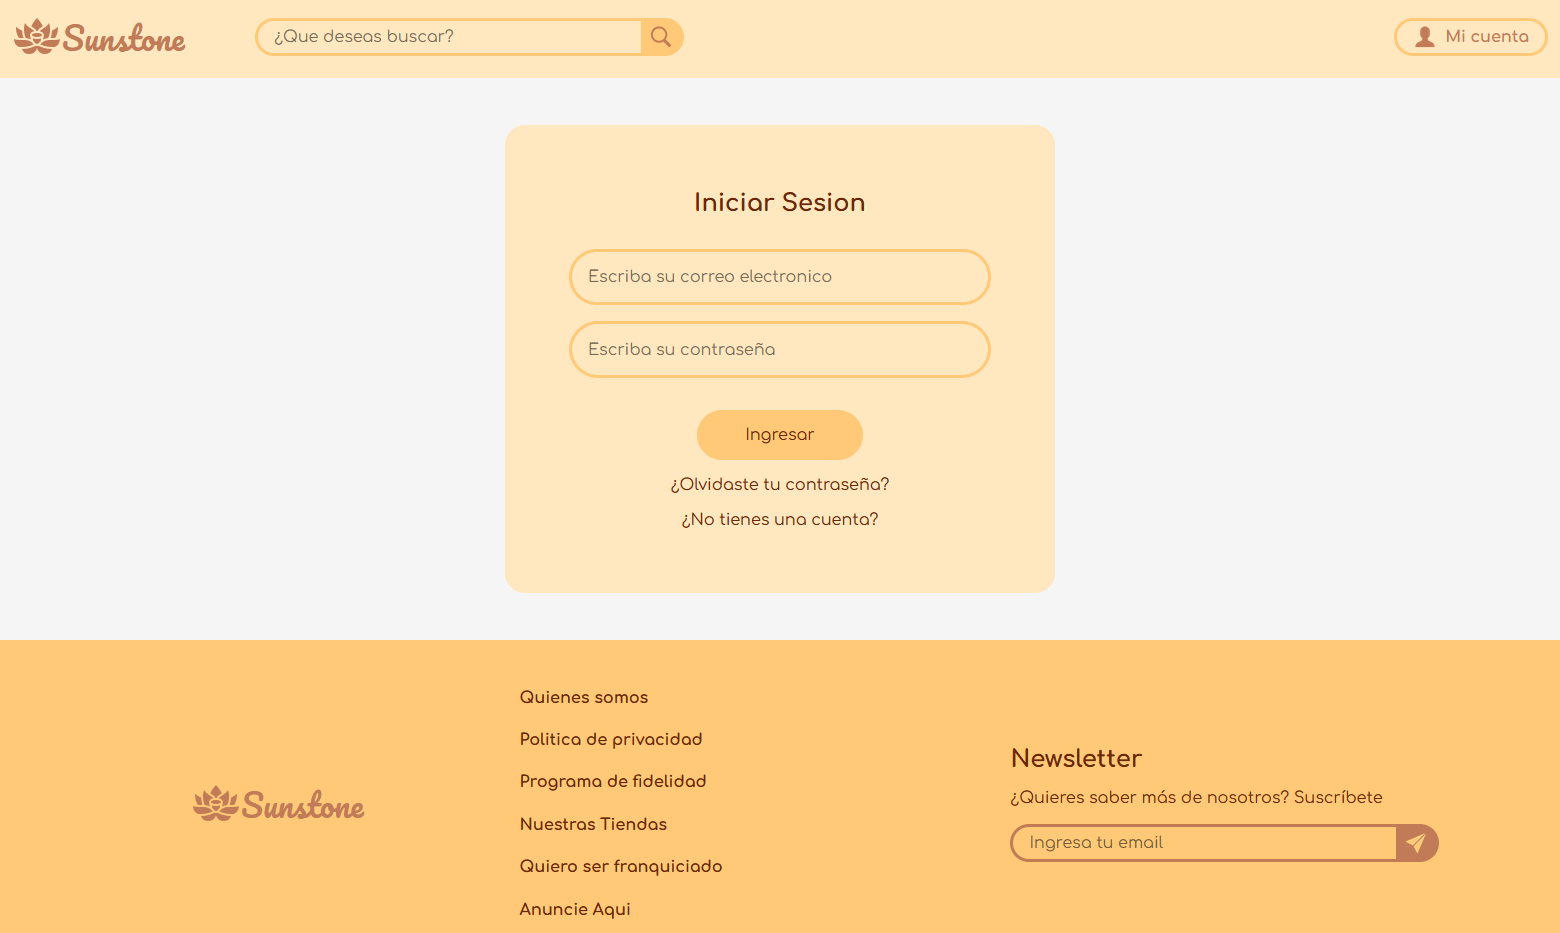 Sunstone
¿Que deseas buscar?
Mi cuenta
Iniciar Sesion
Escriba su correo electronico
Escriba su contraseña
Ingresar
¿Olvidaste tu contraseña?
¿No tienes una cuenta?
Sunstone
Quienes somos
Politica de privacidad
Programa de fidelidad
Nuestras Tiendas
Quiero ser franquiciado
Anuncie Aqui
Newsletter
¿Quieres saber más de nosotros? Suscríbete
Ingresa tu email